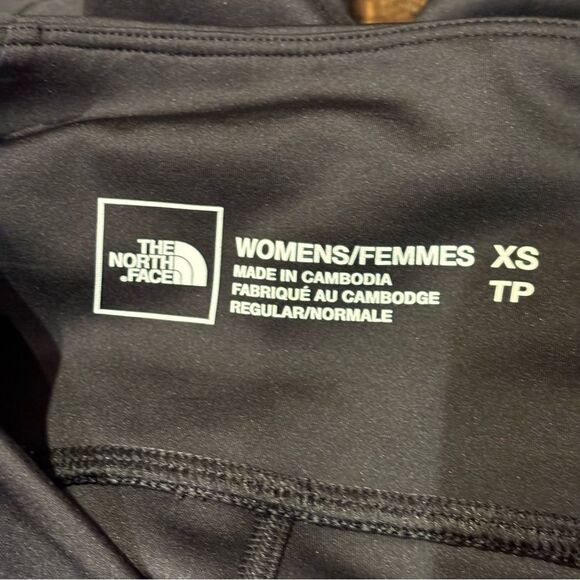 THE
NORTH
FACE
WOMENS/FEMMES XS
MADE IN CAMBODIA TP
FABRIQUÉ AU CAMBODGE
REGULAR/NORMALE